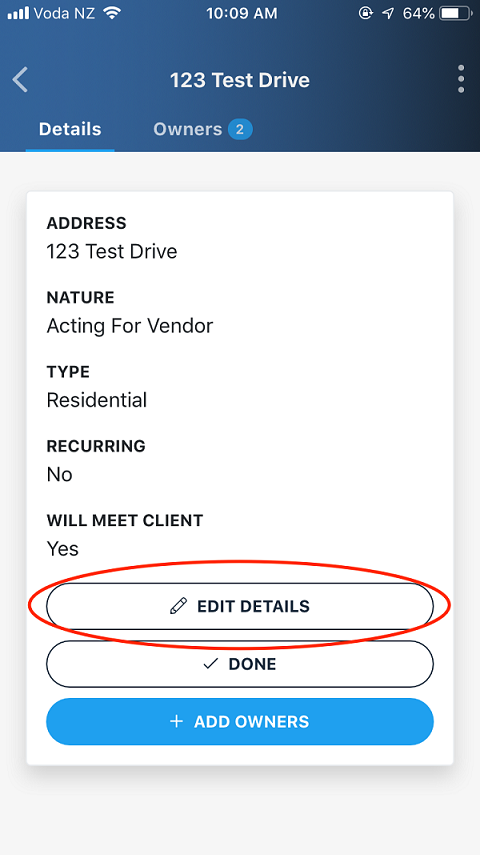 Voda NZ 10:09 AM 64%
123 Test Drive
Details Owners 2
ADDRESS
123 Test Drive
NATURE
Acting For Vendor
TYPE
Residential
RECURRING
No
WILL MEET CLIENT
Yes
EDIT DETAILS
DONE
+ ADD OWNERS